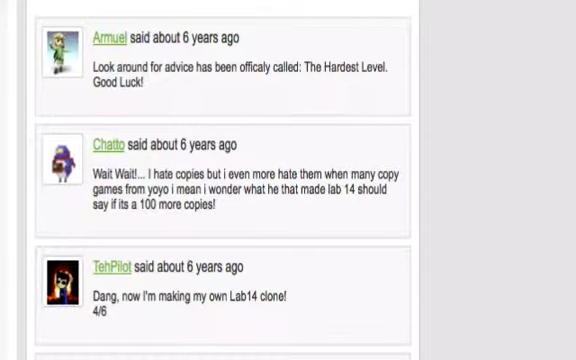 Armuel said about 6 years ago
Look around for advice has been officaly called: The Hardest Level.
Good Luck!
Chatto said about 6 years ago
Wait Wait!... I hate copies but i even more hate them when many copy
games from yoyo i mean i wonder what he that made lab 14 should
say if its a 100 more copies!
TehPilot said about 6 years ago
Dang, now I'm making my own Lab14 clone!
4/6